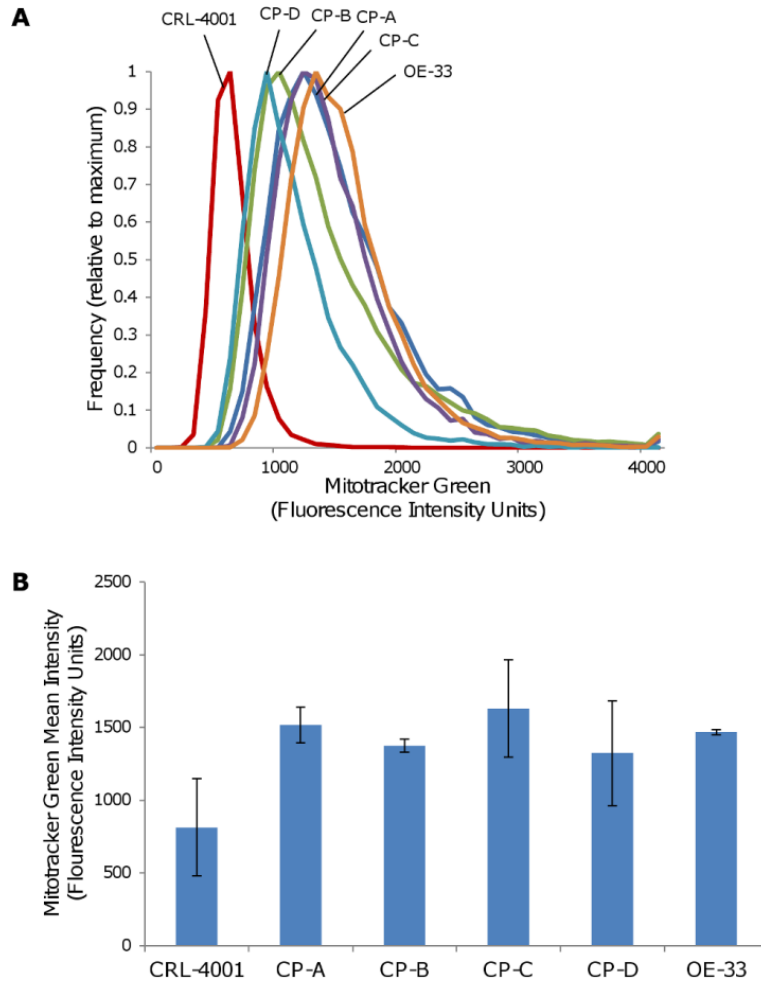 A
CRL-4001
CP-D
CP-B
CP-A
CP-C
OE-33
1
0.9
0.8
0.7
0.6
0.5
0.4
0.3
0.2
0.1
0
Frequency (relative to maximum)
0
1000
2000
3000
4000
Mitotracker Green
(Fluorescence Intensity Units)
B
2500
2000
1500
1000
500
0
Mitotracker Green Mean Intensity
(Flourescence Intensity Units)
CRL-4001
CP-A
CP-B
CP-C
CP-D
OE-33